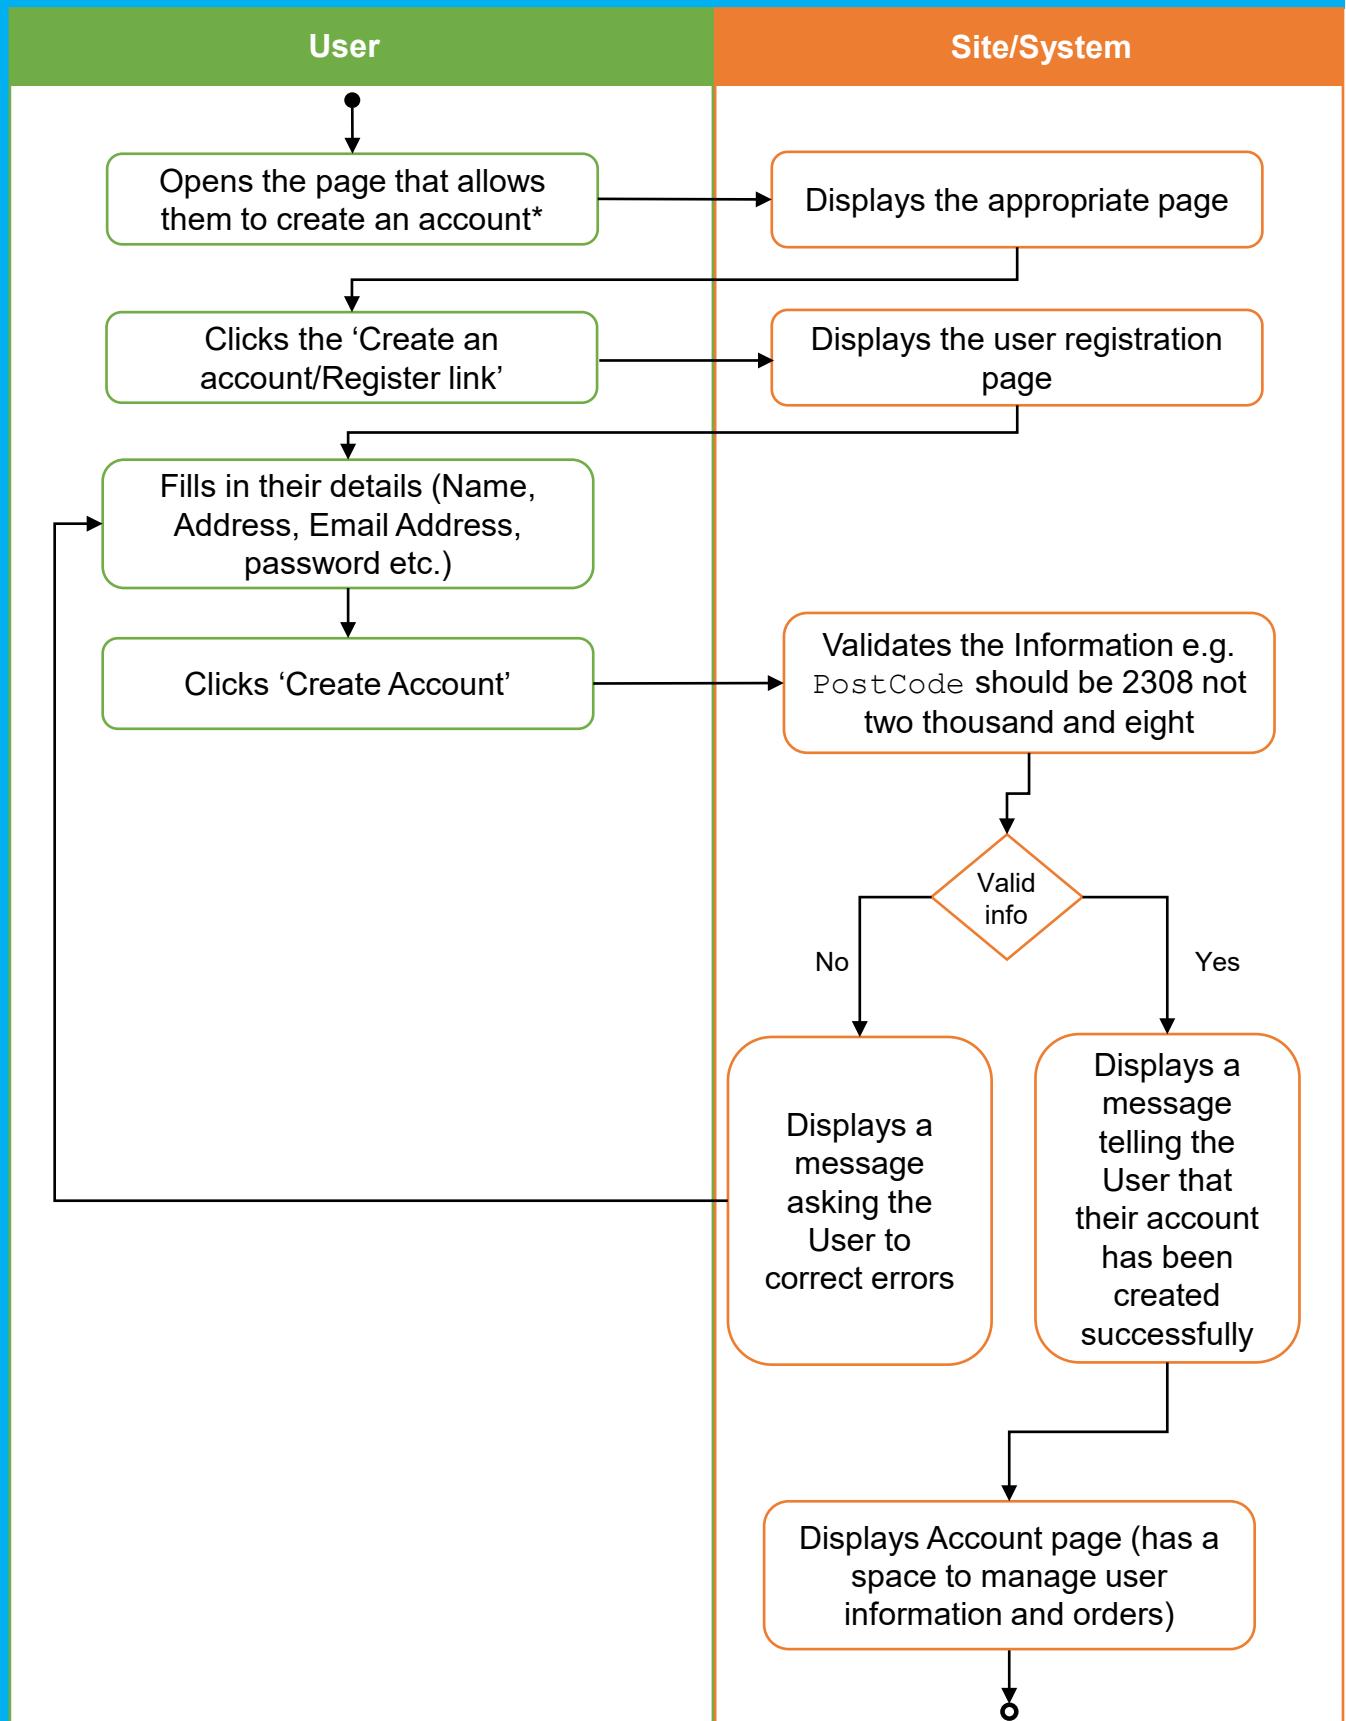 User
Site/System
Opens the page that allows
them to create an account*
Displays the appropriate page
Clicks the ‘Create an
account/Register link’
Displays the user registration
page
Fills in their details (Name,
Address, Email Address,
password etc.)
Clicks ‘Create Account’
Validates the Information e.g.
PostCode should be 2308 not
two thousand and eight
Valid
info
No
Yes
Displays a
message
asking the
User to
correct errors
Displays a
message
telling the
User that
their account
has been
created
successfully
Displays Account page (has a
space to manage user
information and orders)